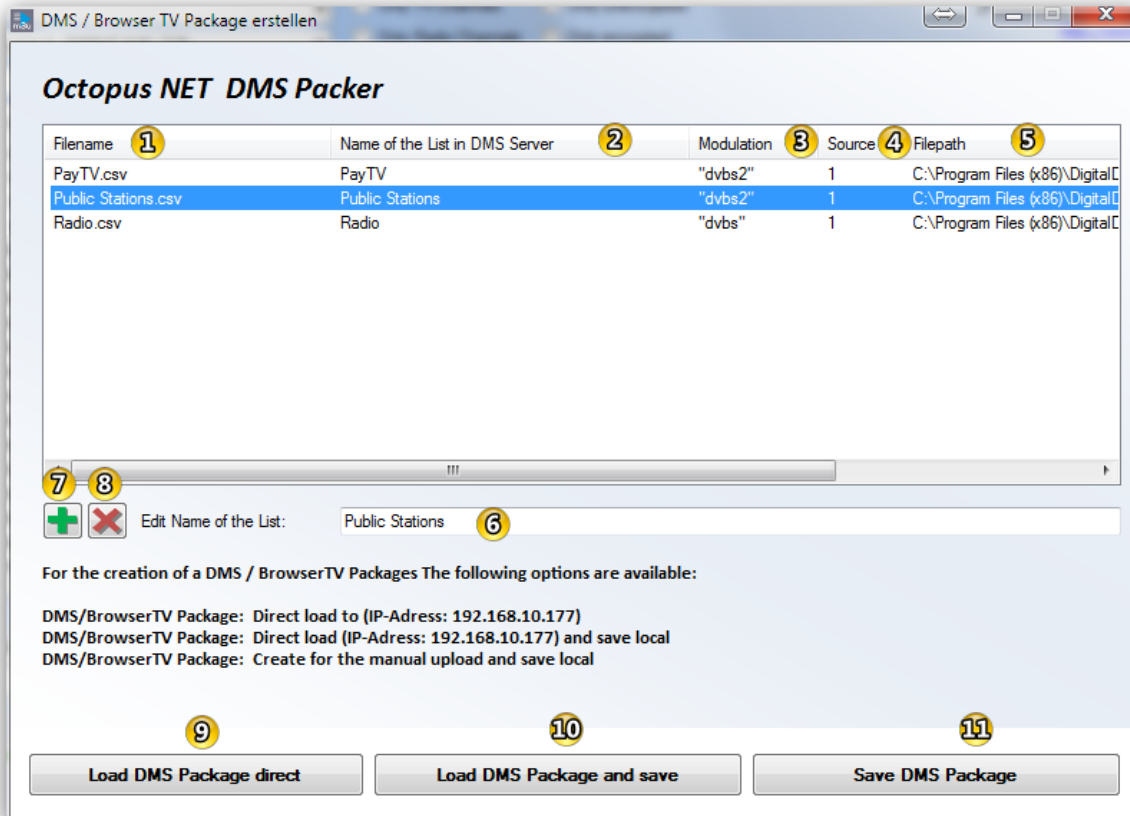 m3u DMS / Browser TV Package erstellen
Octopus NET DMS Packer
Filename 1 Name of the List in DMS Server 2 Modulation 3 Source 4 Filepath 5
PayTV.csv PayTV "dvbs2" 1 C:\Program Files (x86)\DigitalD
Public Stations.csv Public Stations "dvbs2" 1 C:\Program Files (x86)\DigitalD
Radio.csv Radio "dvbs" 1 C:\Program Files (x86)\DigitalD
7 8
Edit Name of the List: Public Stations 6
For the creation of a DMS / BrowserTV Packages The following options are available:
DMS/BrowserTV Package: Direct load to (IP-Adress: 192.168.10.177)
DMS/BrowserTV Package: Direct load (IP-Adress: 192.168.10.177) and save local
DMS/BrowserTV Package: Create for the manual upload and save local
9 10 11
Load DMS Package direct Load DMS Package and save Save DMS Package